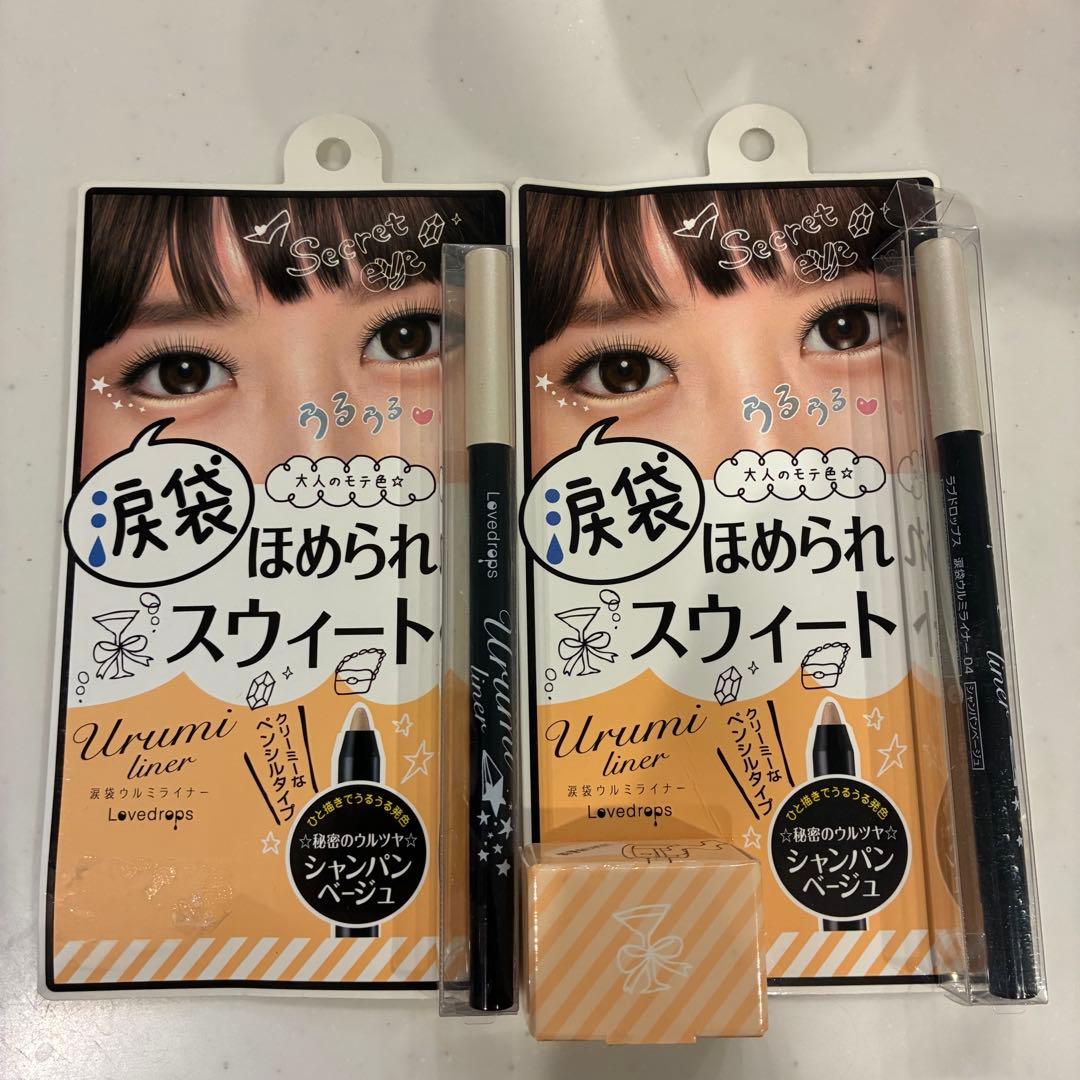 Secret
eye
うるうる
大人のモテ色☆
涙袋
ほめられ
スウィート
Urumi
liner
涙袋ウルミライナー
Lovedrops
クリーミーな
ペンシルタイプ
ひと描きでうるうる発色
☆秘密のウルツヤ☆
シャンパン
ベージュ
Lovedrops
Urumi
liner
Secret
eye
うるうる
大人のモテ色☆
涙袋
ほめられ
スウィート
Urumi
liner
涙袋ウルミライナー
Lovedrops
クリーミーな
ペンシルタイプ
ひと描きでうるうる発色
☆秘密のウルツヤ☆
シャンパン
ベージュ
ラブドロップス 涙袋ウルミライナー 04 シャンパンベージュ
liner